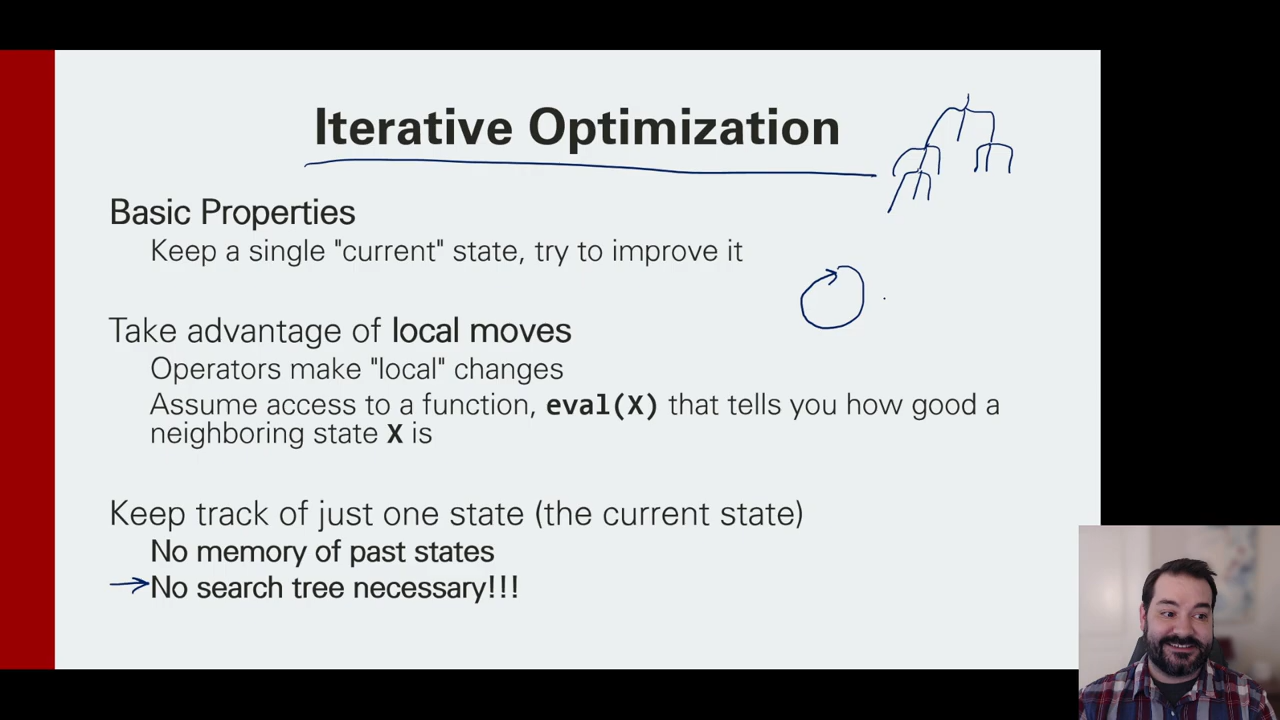 Iterative Optimization
Basic Properties
Keep a single "current" state, try to improve it
Take advantage of local moves
Operators make "local" changes
Assume access to a function, eval(X) that tells you how good a
neighboring state X is
Keep track of just one state (the current state)
No memory of past states
No search tree necessary!!!